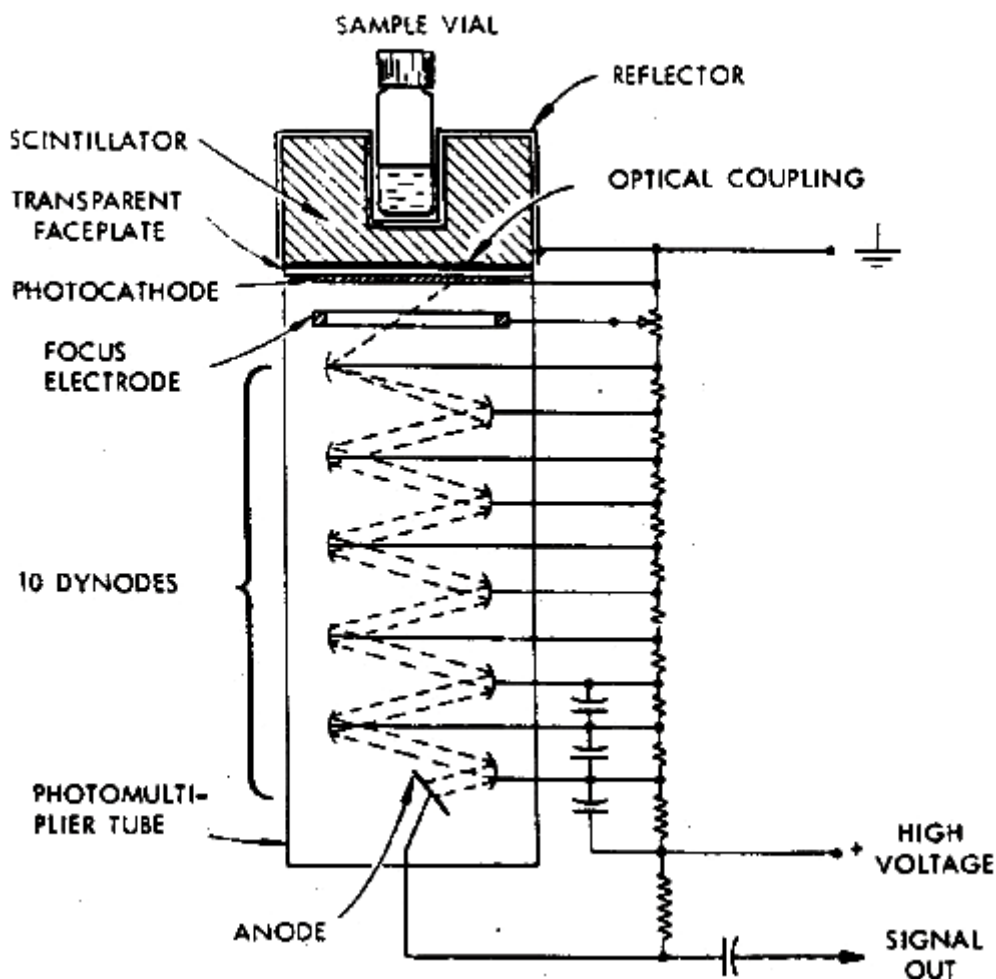 SAMPLE VIAL
REFLECTOR
SCINTILLATOR
OPTICAL COUPLING
TRANSPARENT
FACEPLATE
PHOTOCATHODE
FOCUS
ELECTRODE
10 DYNODES
PHOTOMULTI-
PLIER TUBE
+ HIGH
VOLTAGE
ANODE
SIGNAL
OUT